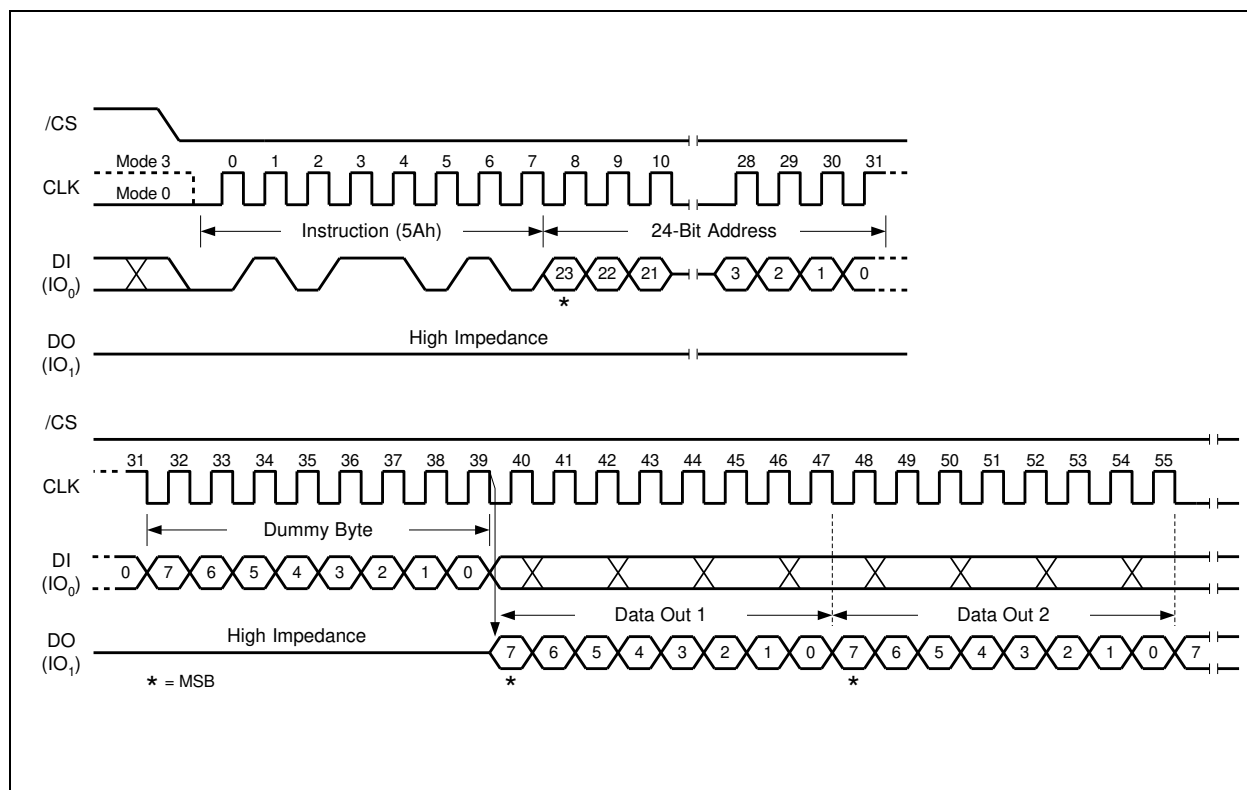 /CS
Mode 3 0 1 2 3 4 5 6 7 8 9 10 28 29 30 31
CLK Mode 0
Instruction (5Ah) 24-Bit Address
DI
(IO0) 23 22 21 3 2 1 0
*
High Impedance
DO
(IO1)
/CS
31 32 33 34 35 36 37 38 39 40 41 42 43 44 45 46 47 48 49 50 51 52 53 54 55
CLK
Dummy Byte
DI
(IO0) 0 7 6 5 4 3 2 1 0
Data Out 1 Data Out 2
High Impedance
DO
(IO1) 7 6 5 4 3 2 1 0 7 6 5 4 3 2 1 0 7
* = MSB * *